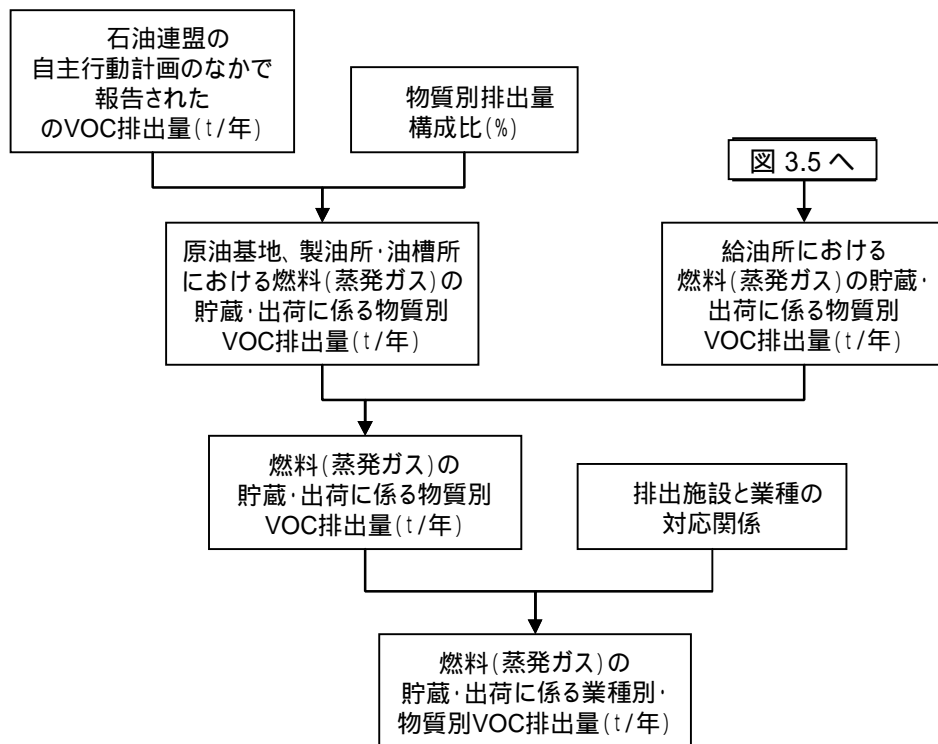 石油連盟の
自主行動計画のなかで
報告された
のVOC排出量(t/年)
物質別排出量
構成比(%)
図 3.5 へ
原油基地、製油所・油槽所
における燃料(蒸発ガス)の
貯蔵・出荷に係る物質別
VOC排出量(t/年)
給油所における
燃料(蒸発ガス)の貯蔵・
出荷に係る物質別
VOC排出量(t/年)
燃料(蒸発ガス)の
貯蔵・出荷に係る物質別
VOC排出量(t/年)
排出施設と業種の
対応関係
燃料(蒸発ガス)の
貯蔵・出荷に係る業種別・
物質別VOC排出量(t/年)